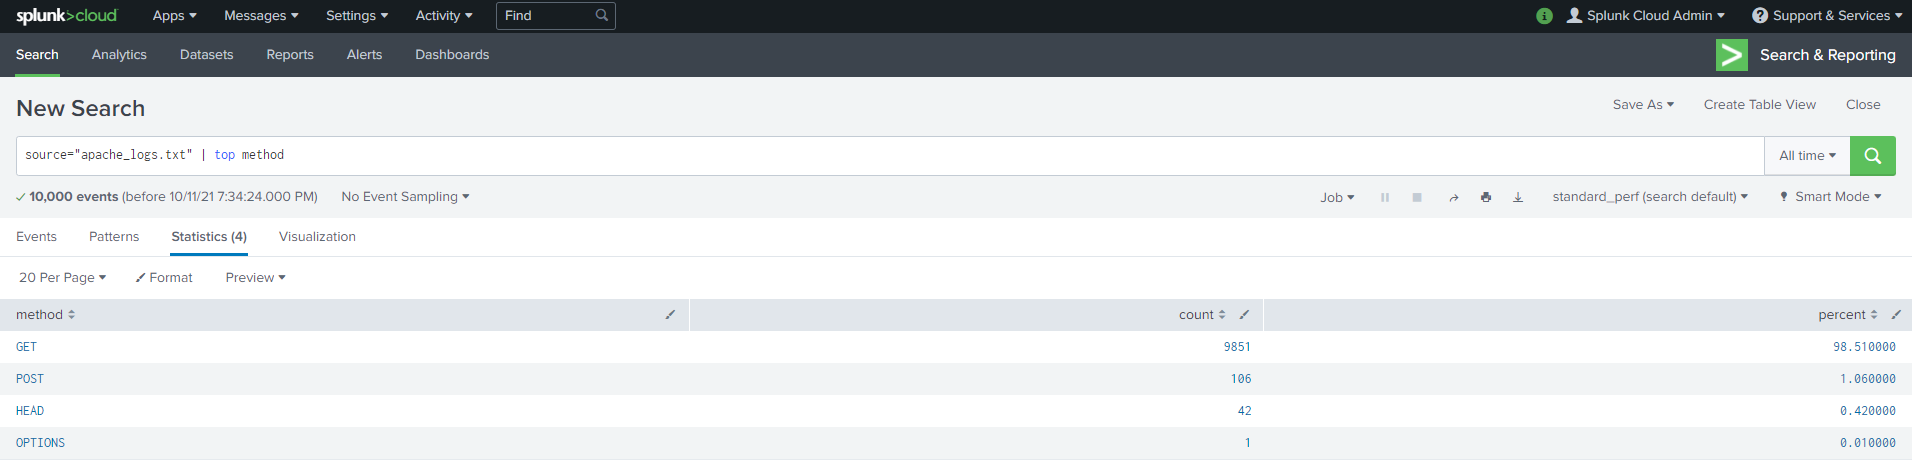 splunk>cloud Apps Messages Settings Activity Find Splunk Cloud Admin Support & Services
Search Analytics Datasets Reports Alerts Dashboards Search & Reporting
New Search Save As Create Table View Close
source="apache_logs.txt" | top method All time
10,000 events (before 10/11/21 7:34:24.000 PM) No Event Sampling Job standard_perf (search default) Smart Mode
Events Patterns Statistics (4) Visualization
20 Per Page Format Preview
method count percent
GET 9851 98.510000
POST 106 1.060000
HEAD 42 0.420000
OPTIONS 1 0.010000